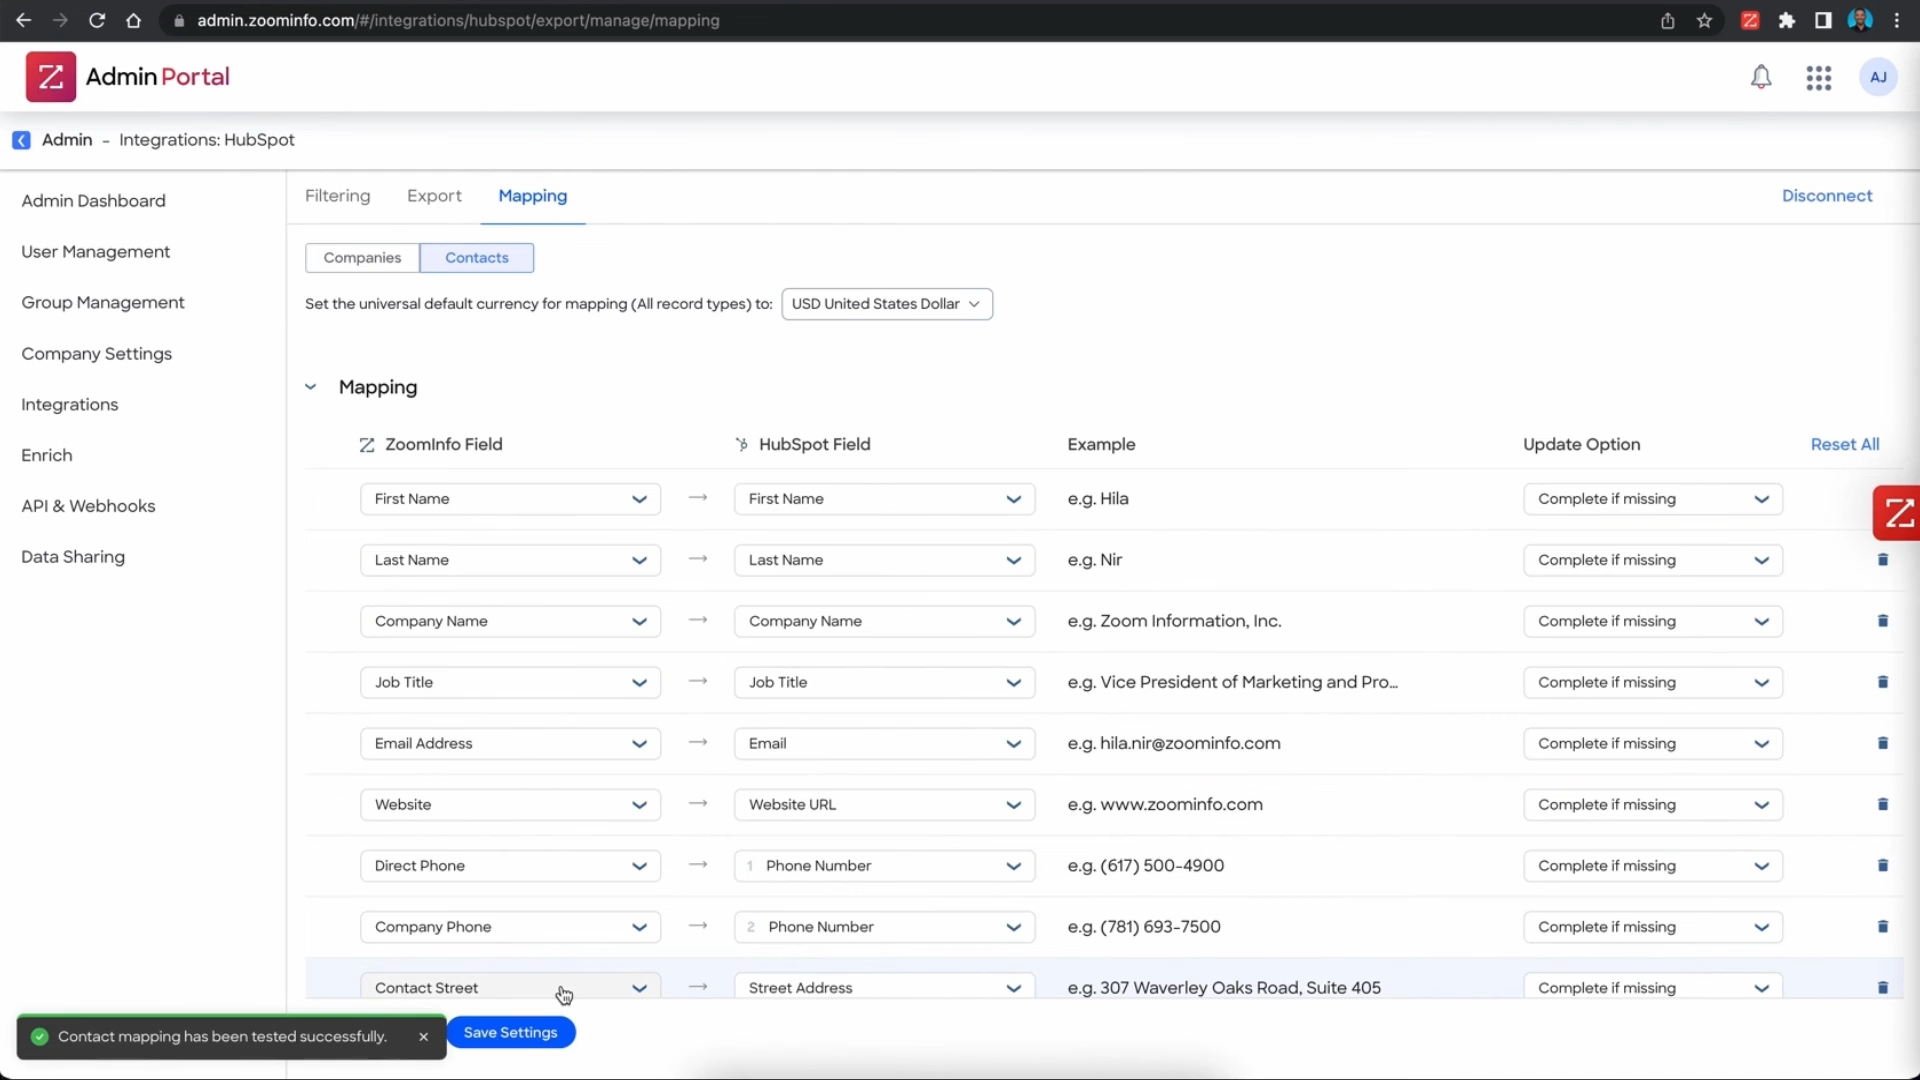 admin.zoominfo.com/#/integrations/hubspot/export/manage/mapping
Admin Portal
AJ
Admin - Integrations: HubSpot
Admin Dashboard
User Management
Group Management
Company Settings
Integrations
Enrich
API & Webhooks
Data Sharing
Filtering Export Mapping Disconnect
Companies Contacts
Set the universal default currency for mapping (All record types) to: USD United States Dollar
Mapping
ZoomInfo Field HubSpot Field Example Update Option Reset All
First Name → First Name e.g. Hila Complete if missing
Last Name → Last Name e.g. Nir Complete if missing
Company Name → Company Name e.g. Zoom Information, Inc. Complete if missing
Job Title → Job Title e.g. Vice President of Marketing and Pro... Complete if missing
Email Address → Email e.g. hila.nir@zoominfo.com Complete if missing
Website → Website URL e.g. www.zoominfo.com Complete if missing
Direct Phone → 1 Phone Number e.g. (617) 500-4900 Complete if missing
Company Phone → 2 Phone Number e.g. (781) 693-7500 Complete if missing
Contact Street → Street Address e.g. 307 Waverley Oaks Road, Suite 405 Complete if missing
Contact mapping has been tested successfully. × Save Settings